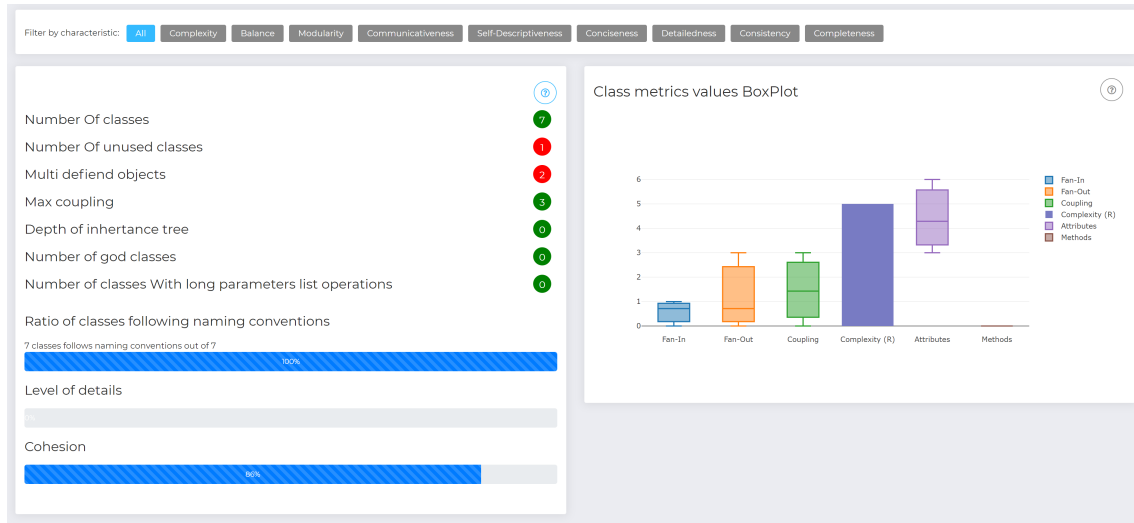 Filter by characteristic: All Complexity Balance Modularity Communicativeness Self-Descriptiveness Conciseness Detailedness Consistency Completeness
Number Of classes 7
Number Of unused classes 1
Multi defiend objects 2
Max coupling 3
Depth of inhertance tree 0
Number of god classes 0
Number of classes With long parameters list operations 0
Ratio of classes following naming conventions
7 classes follows naming conventions out of 7
100%
Level of details
0%
Cohesion
86%
Class metrics values BoxPlot
6
5
4
3
2
1
0
Fan-In Fan-Out Coupling Complexity (R) Attributes Methods
Fan-In
Fan-Out
Coupling
Complexity (R)
Attributes
Methods